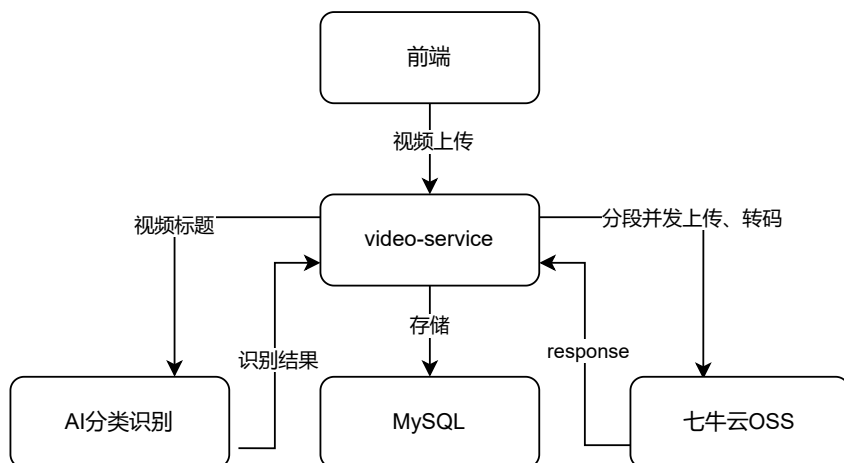 前端
视频上传
视频标题
video-service
分段并发上传、转码
存储
识别结果
response
AI分类识别
MySQL
七牛云OSS